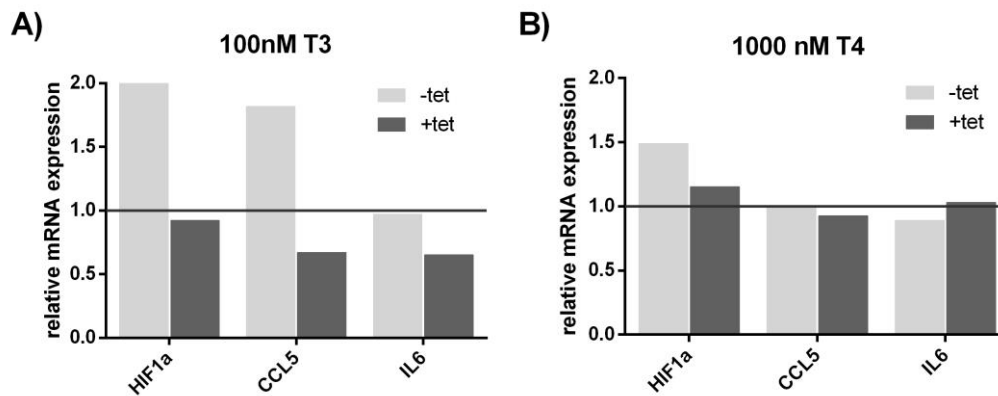 A)
100nM T3
relative mRNA expression
2.0
1.5
1.0
0.5
0.0
-tet
+tet
HIF1a
CCL5
IL6
B)
1000 nM T4
relative mRNA expression
2.0
1.5
1.0
0.5
0.0
-tet
+tet
HIF1a
CCL5
IL6